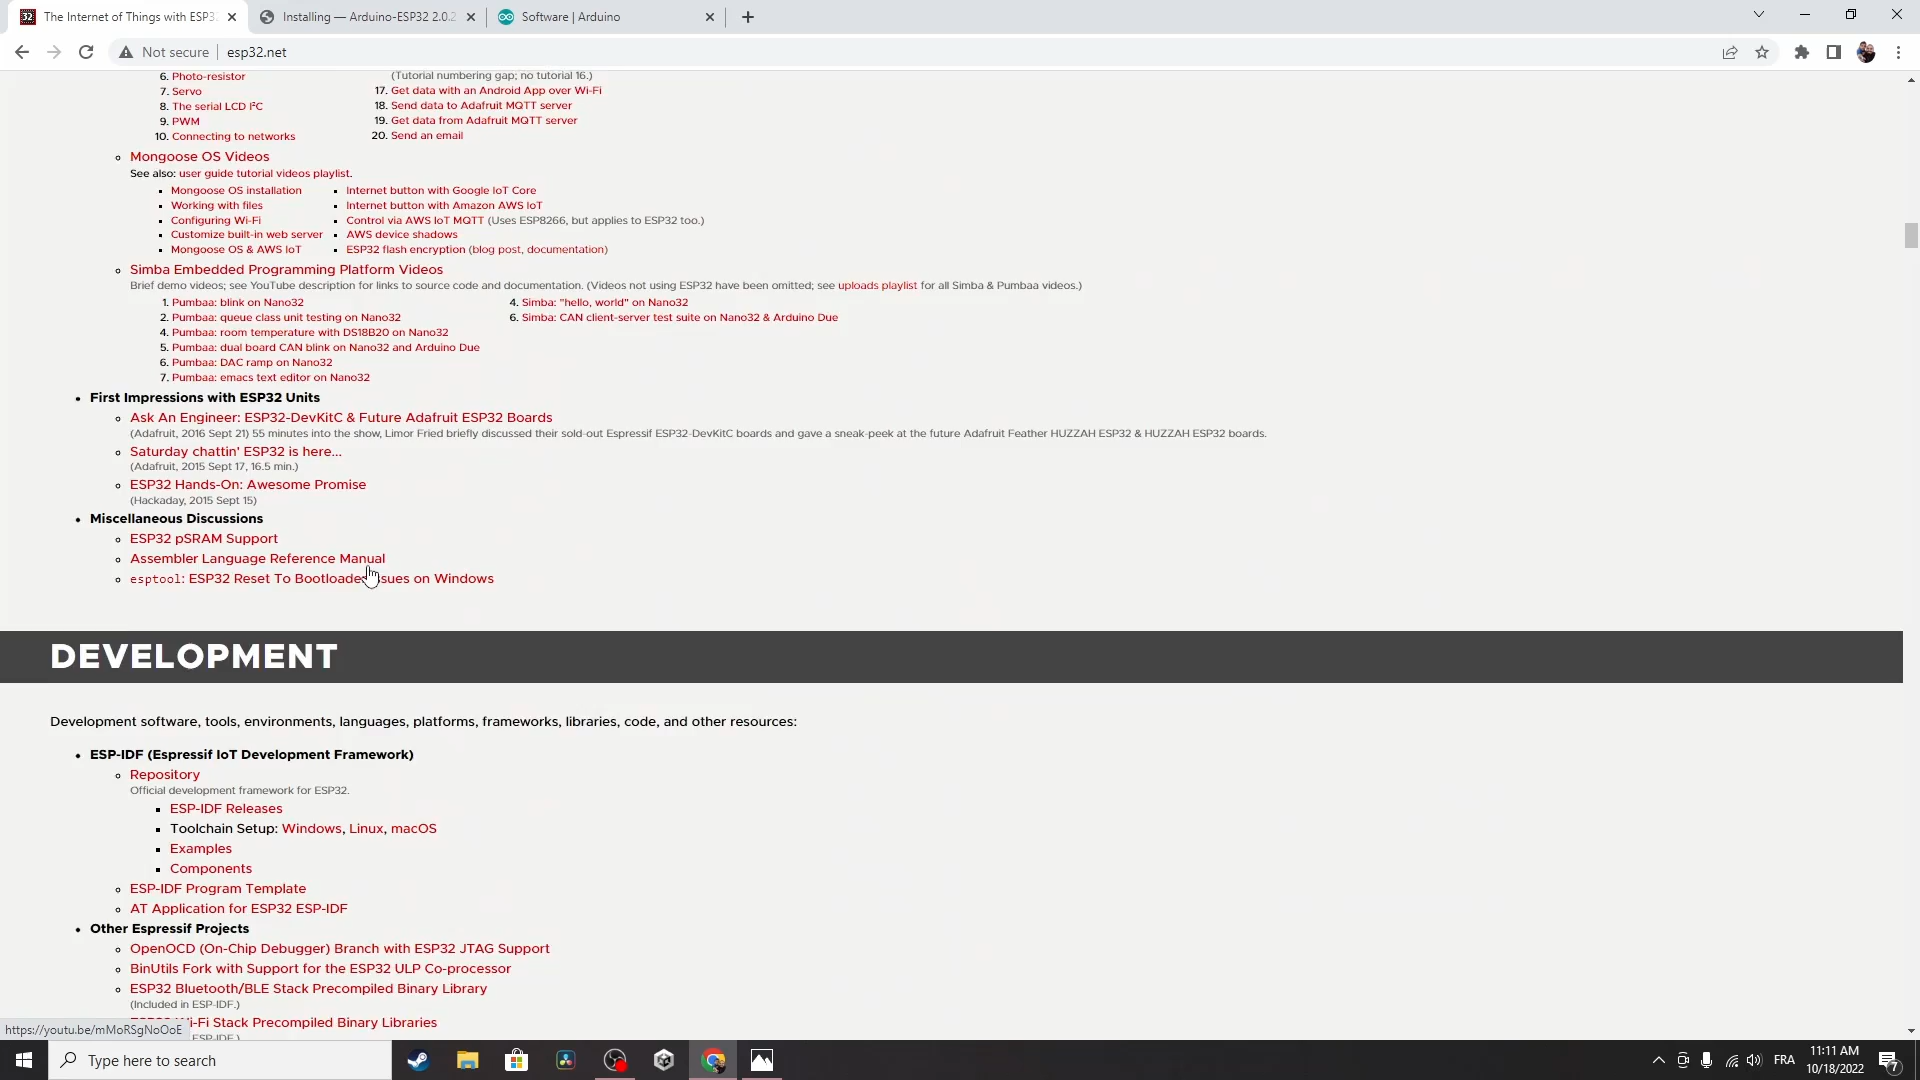 The Internet of Things with ESP32
Installing — Arduino-ESP32 2.0.2
Software | Arduino
Not secure
esp32.net
6. Photo-resistor
7. Servo
8. The serial LCD I²C
9. PWM
10. Connecting to networks
(Tutorial numbering gap; no tutorial 16.)
17. Get data with an Android App over Wi-Fi
18. Send data to Adafruit MQTT server
19. Get data from Adafruit MQTT server
20. Send an email
Mongoose OS Videos
See also: user guide tutorial videos playlist.
Mongoose OS installation
Working with files
Configuring Wi-Fi
Customize built-in web server
Mongoose OS & AWS IoT
Internet button with Google IoT Core
Internet button with Amazon AWS IoT
Control via AWS IoT MQTT (Uses ESP8266, but applies to ESP32 too.)
AWS device shadows
ESP32 flash encryption (blog post, documentation)
Simba Embedded Programming Platform Videos
Brief demo videos; see YouTube description for links to source code and documentation. (Videos not using ESP32 have been omitted; see uploads playlist for all Simba & Pumbaa videos.)
1. Pumbaa: blink on Nano32
2. Pumbaa: queue class unit testing on Nano32
4. Pumbaa: room temperature with DS18B20 on Nano32
5. Pumbaa: dual board CAN blink on Nano32 and Arduino Due
6. Pumbaa: DAC ramp on Nano32
7. Pumbaa: emacs text editor on Nano32
4. Simba: "hello, world" on Nano32
6. Simba: CAN client-server test suite on Nano32 & Arduino Due
First Impressions with ESP32 Units
Ask An Engineer: ESP32-DevKitC & Future Adafruit ESP32 Boards
(Adafruit, 2016 Sept 21) 55 minutes into the show, Limor Fried briefly discussed their sold-out Espressif ESP32-DevKitC boards and gave a sneak-peek at the future Adafruit Feather HUZZAH ESP32 & HUZZAH ESP32 boards.
Saturday chattin' ESP32 is here...
(Adafruit, 2015 Sept 17, 16.5 min.)
ESP32 Hands-On: Awesome Promise
(Hackaday, 2015 Sept 15)
Miscellaneous Discussions
ESP32 pSRAM Support
Assembler Language Reference Manual
esptool: ESP32 Reset To Bootloader Issues on Windows
DEVELOPMENT
Development software, tools, environments, languages, platforms, frameworks, libraries, code, and other resources:
ESP-IDF (Espressif IoT Development Framework)
Repository
Official development framework for ESP32.
ESP-IDF Releases
Toolchain Setup: Windows, Linux, macOS
Examples
Components
ESP-IDF Program Template
AT Application for ESP32 ESP-IDF
Other Espressif Projects
OpenOCD (On-Chip Debugger) Branch with ESP32 JTAG Support
BinUtils Fork with Support for the ESP32 ULP Co-processor
ESP32 Bluetooth/BLE Stack Precompiled Binary Library
(Included in ESP-IDF.)
Wi-Fi Stack Precompiled Binary Libraries
https://youtu.be/mMoRSgNoOoE
Type here to search
FRA
11:11 AM
10/18/2022
7